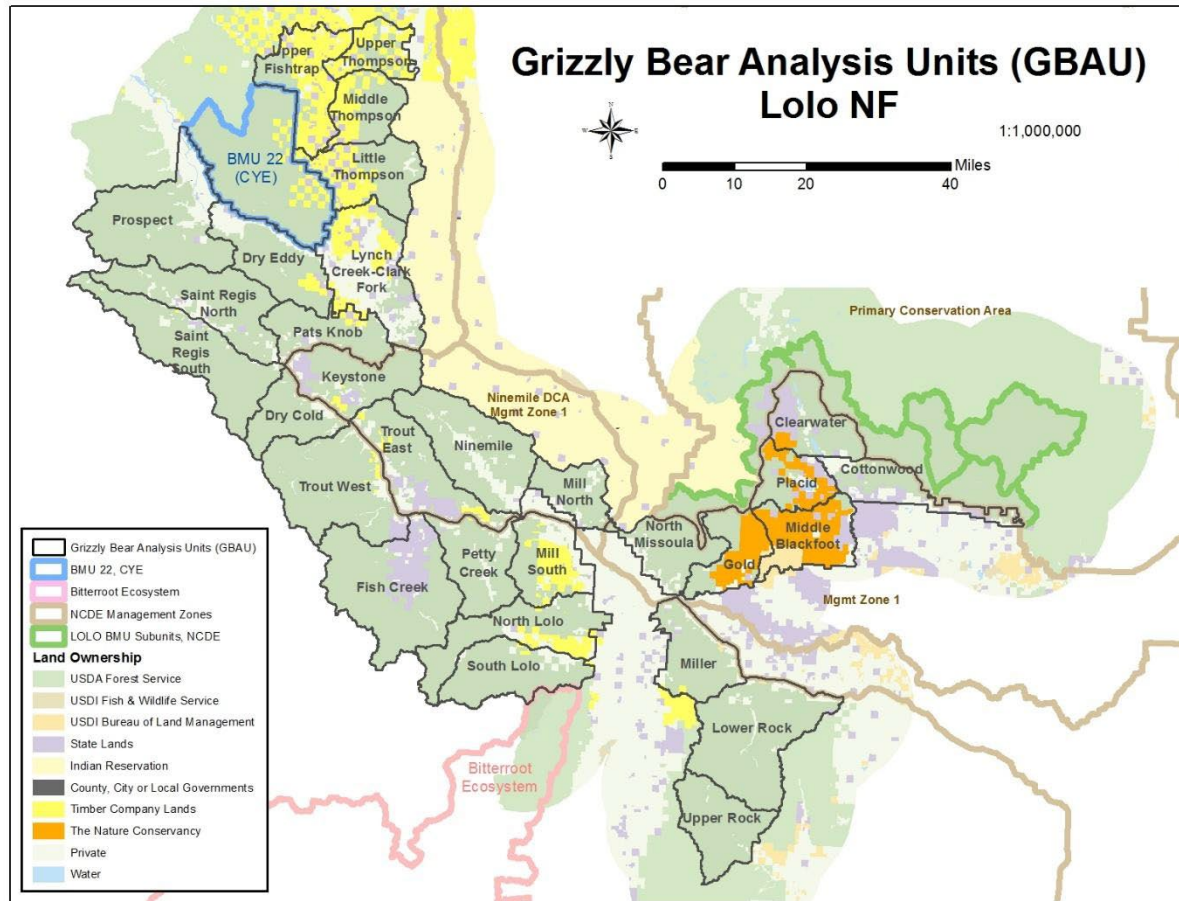 Grizzly Bear Analysis Units (GBAU)
Lolo NF
N
W
E
S
1:1,000,000
Miles
0
10
20
40
Upper
Fishtrap
Upper
Thompson
Middle
Thompson
BMU 22
(CYE)
Little
Thompson
Prospect
Dry Eddy
Lynch
Creek-Clark
Fork
Saint Regis
North
Saint
Regis
South
Pats Knob
Primary Conservation Area
Keystone
Ninemile DCA
Mgmt Zone 1
Dry Cold
Trout
East
Ninemile
Clearwater
Cottonwood
Trout West
Mill
North
Placid
North
Missoula
Middle
Blackfoot
Gold
Fish Creek
Petty
Creek
Mill
South
Mgmt Zone 1
North Lolo
South Lolo
Miller
Lower Rock
Bitterroot
Ecosystem
Upper Rock
Grizzly Bear Analysis Units (GBAU)
BMU 22, CYE
Bitterroot Ecosystem
NCDE Management Zones
LOLO BMU Subunits, NCDE
Land Ownership
USDA Forest Service
USDI Fish & Wildlife Service
USDI Bureau of Land Management
State Lands
Indian Reservation
County, City or Local Governments
Timber Company Lands
The Nature Conservancy
Private
Water